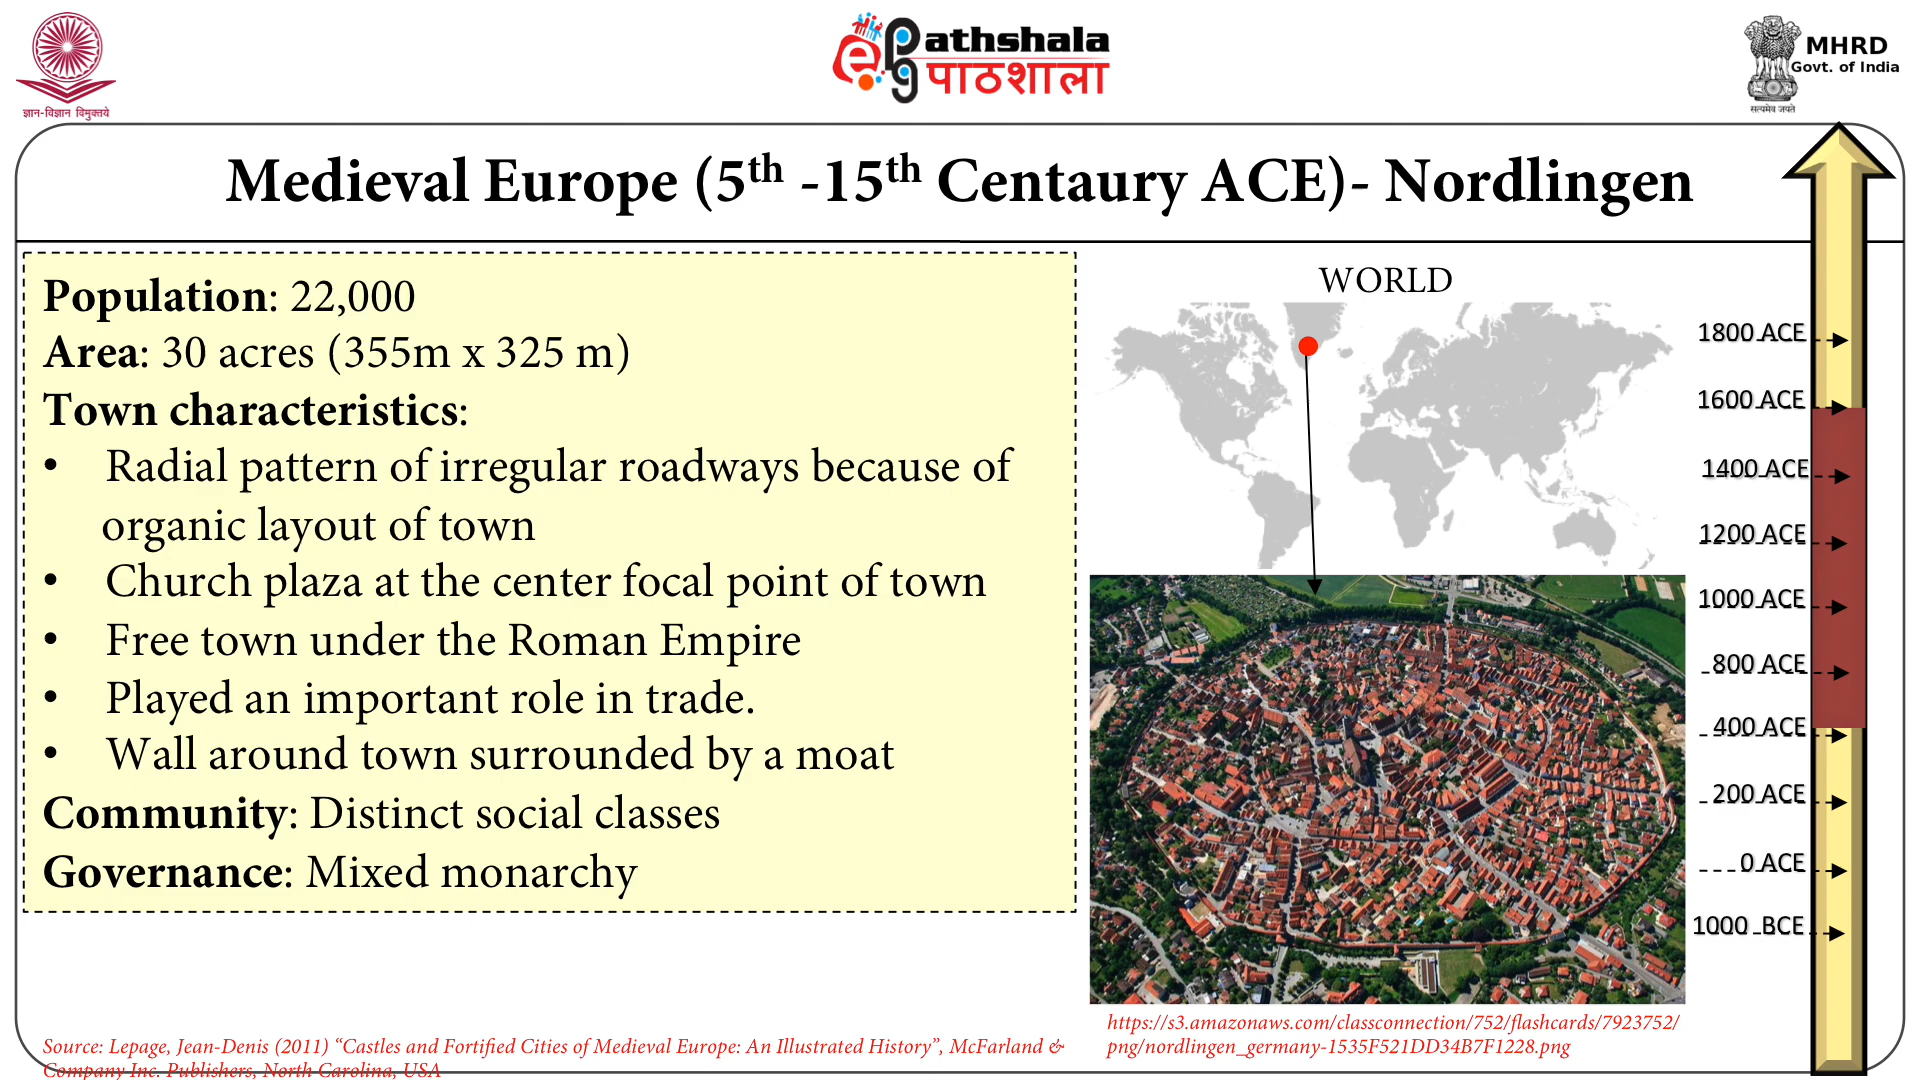 ज्ञान-विज्ञान विमुक्तये
ePathshala
पाठशाला
MHRD
Govt. of India
सत्यमेव जयते
Medieval Europe (5th -15th Centaury ACE)- Nordlingen
Population: 22,000
Area: 30 acres (355m x 325 m)
Town characteristics:
• Radial pattern of irregular roadways because of
organic layout of town
• Church plaza at the center focal point of town
• Free town under the Roman Empire
• Played an important role in trade.
• Wall around town surrounded by a moat
Community: Distinct social classes
Governance: Mixed monarchy
Source: Lepage, Jean-Denis (2011) “Castles and Fortified Cities of Medieval Europe: An Illustrated History”, McFarland &
Company Inc. Publishers, North Carolina, USA
WORLD
https://s3.amazonaws.com/classconnection/752/flashcards/7923752/
png/nordlingen_germany-1535F521DD34B7F1228.png
1800 ACE
1600 ACE
1400 ACE
1200 ACE
1000 ACE
800 ACE
400 ACE
200 ACE
0 ACE
1000 BCE